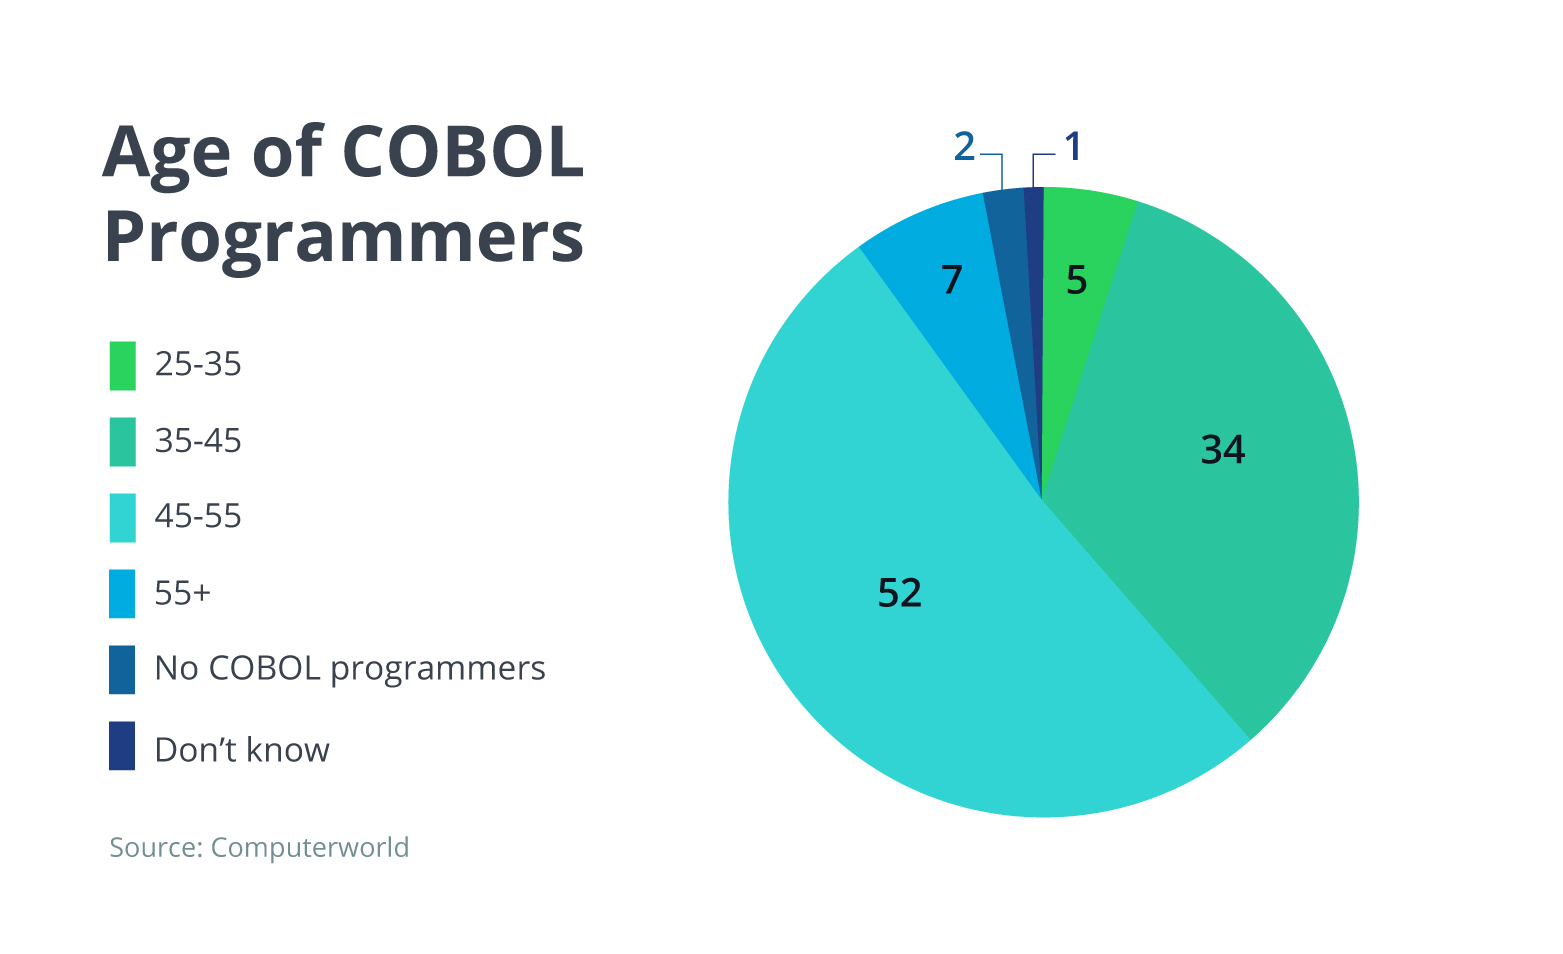 Age of COBOL
Programmers
25-35
35-45
45-55
55+
No COBOL programmers
Don’t know
Source: Computerworld
2
1
7
5
34
52